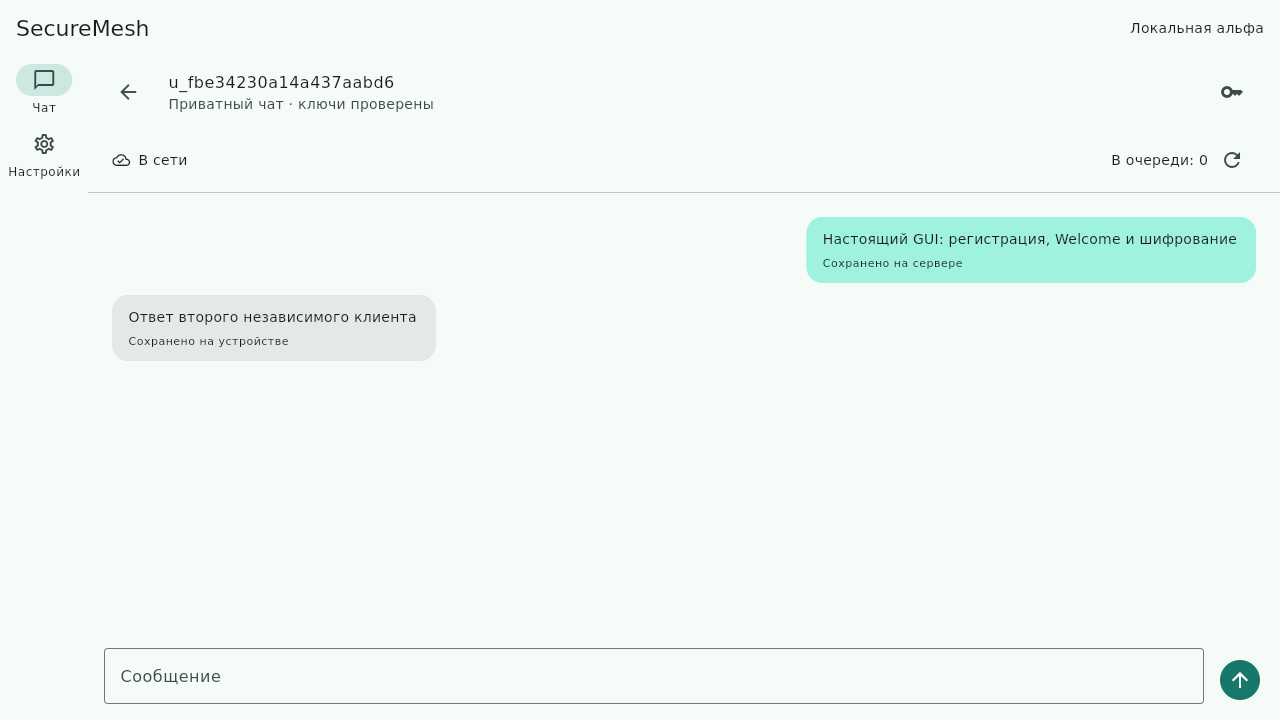 SecureMesh
Локальная альфа
Чат
Настройки
u_fbe34230a14a437aabd6
Приватный чат · ключи проверены
В сети
В очереди: 0
Настоящий GUI: регистрация, Welcome и шифрование
Сохранено на сервере
Ответ второго независимого клиента
Сохранено на устройстве
Сообщение